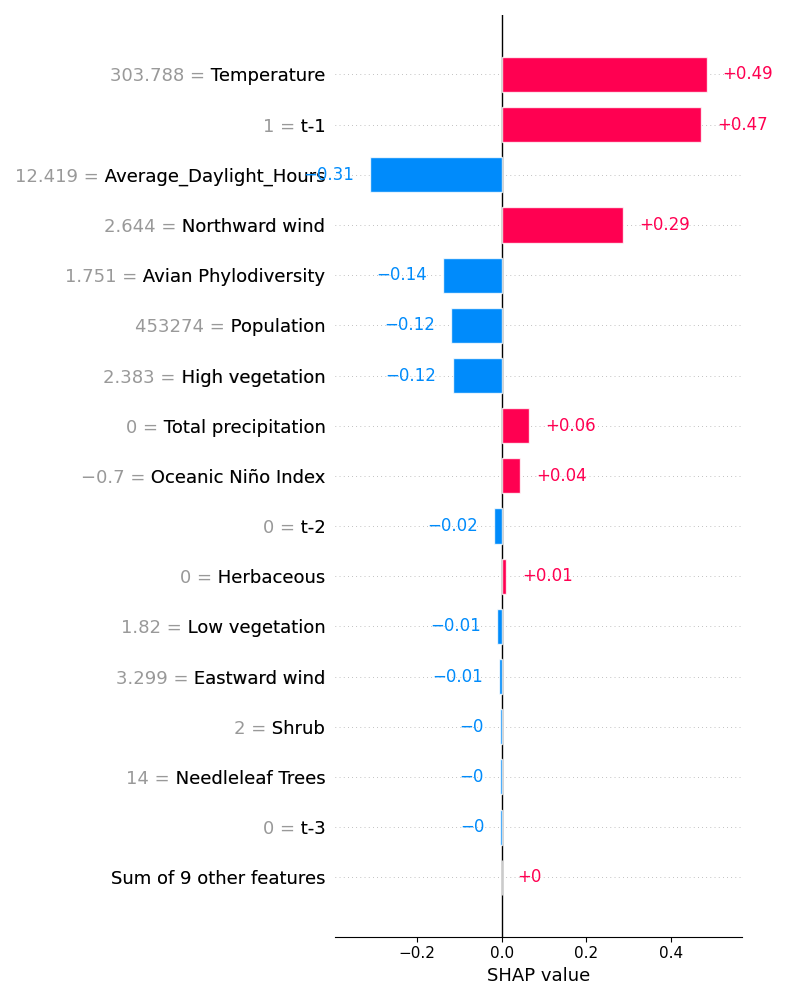 303.788 = Temperature +0.49
1 = t-1 +0.47
12.419 = Average_Daylight_Hours −0.31
2.644 = Northward wind +0.29
1.751 = Avian Phylodiversity −0.14
453274 = Population −0.12
2.383 = High vegetation −0.12
0 = Total precipitation +0.06
−0.7 = Oceanic Niño Index +0.04
0 = t-2 −0.02
0 = Herbaceous +0.01
1.82 = Low vegetation −0.01
3.299 = Eastward wind −0.01
2 = Shrub −0
14 = Needleleaf Trees −0
0 = t-3 −0
Sum of 9 other features +0
−0.2 0.0 0.2 0.4
SHAP value